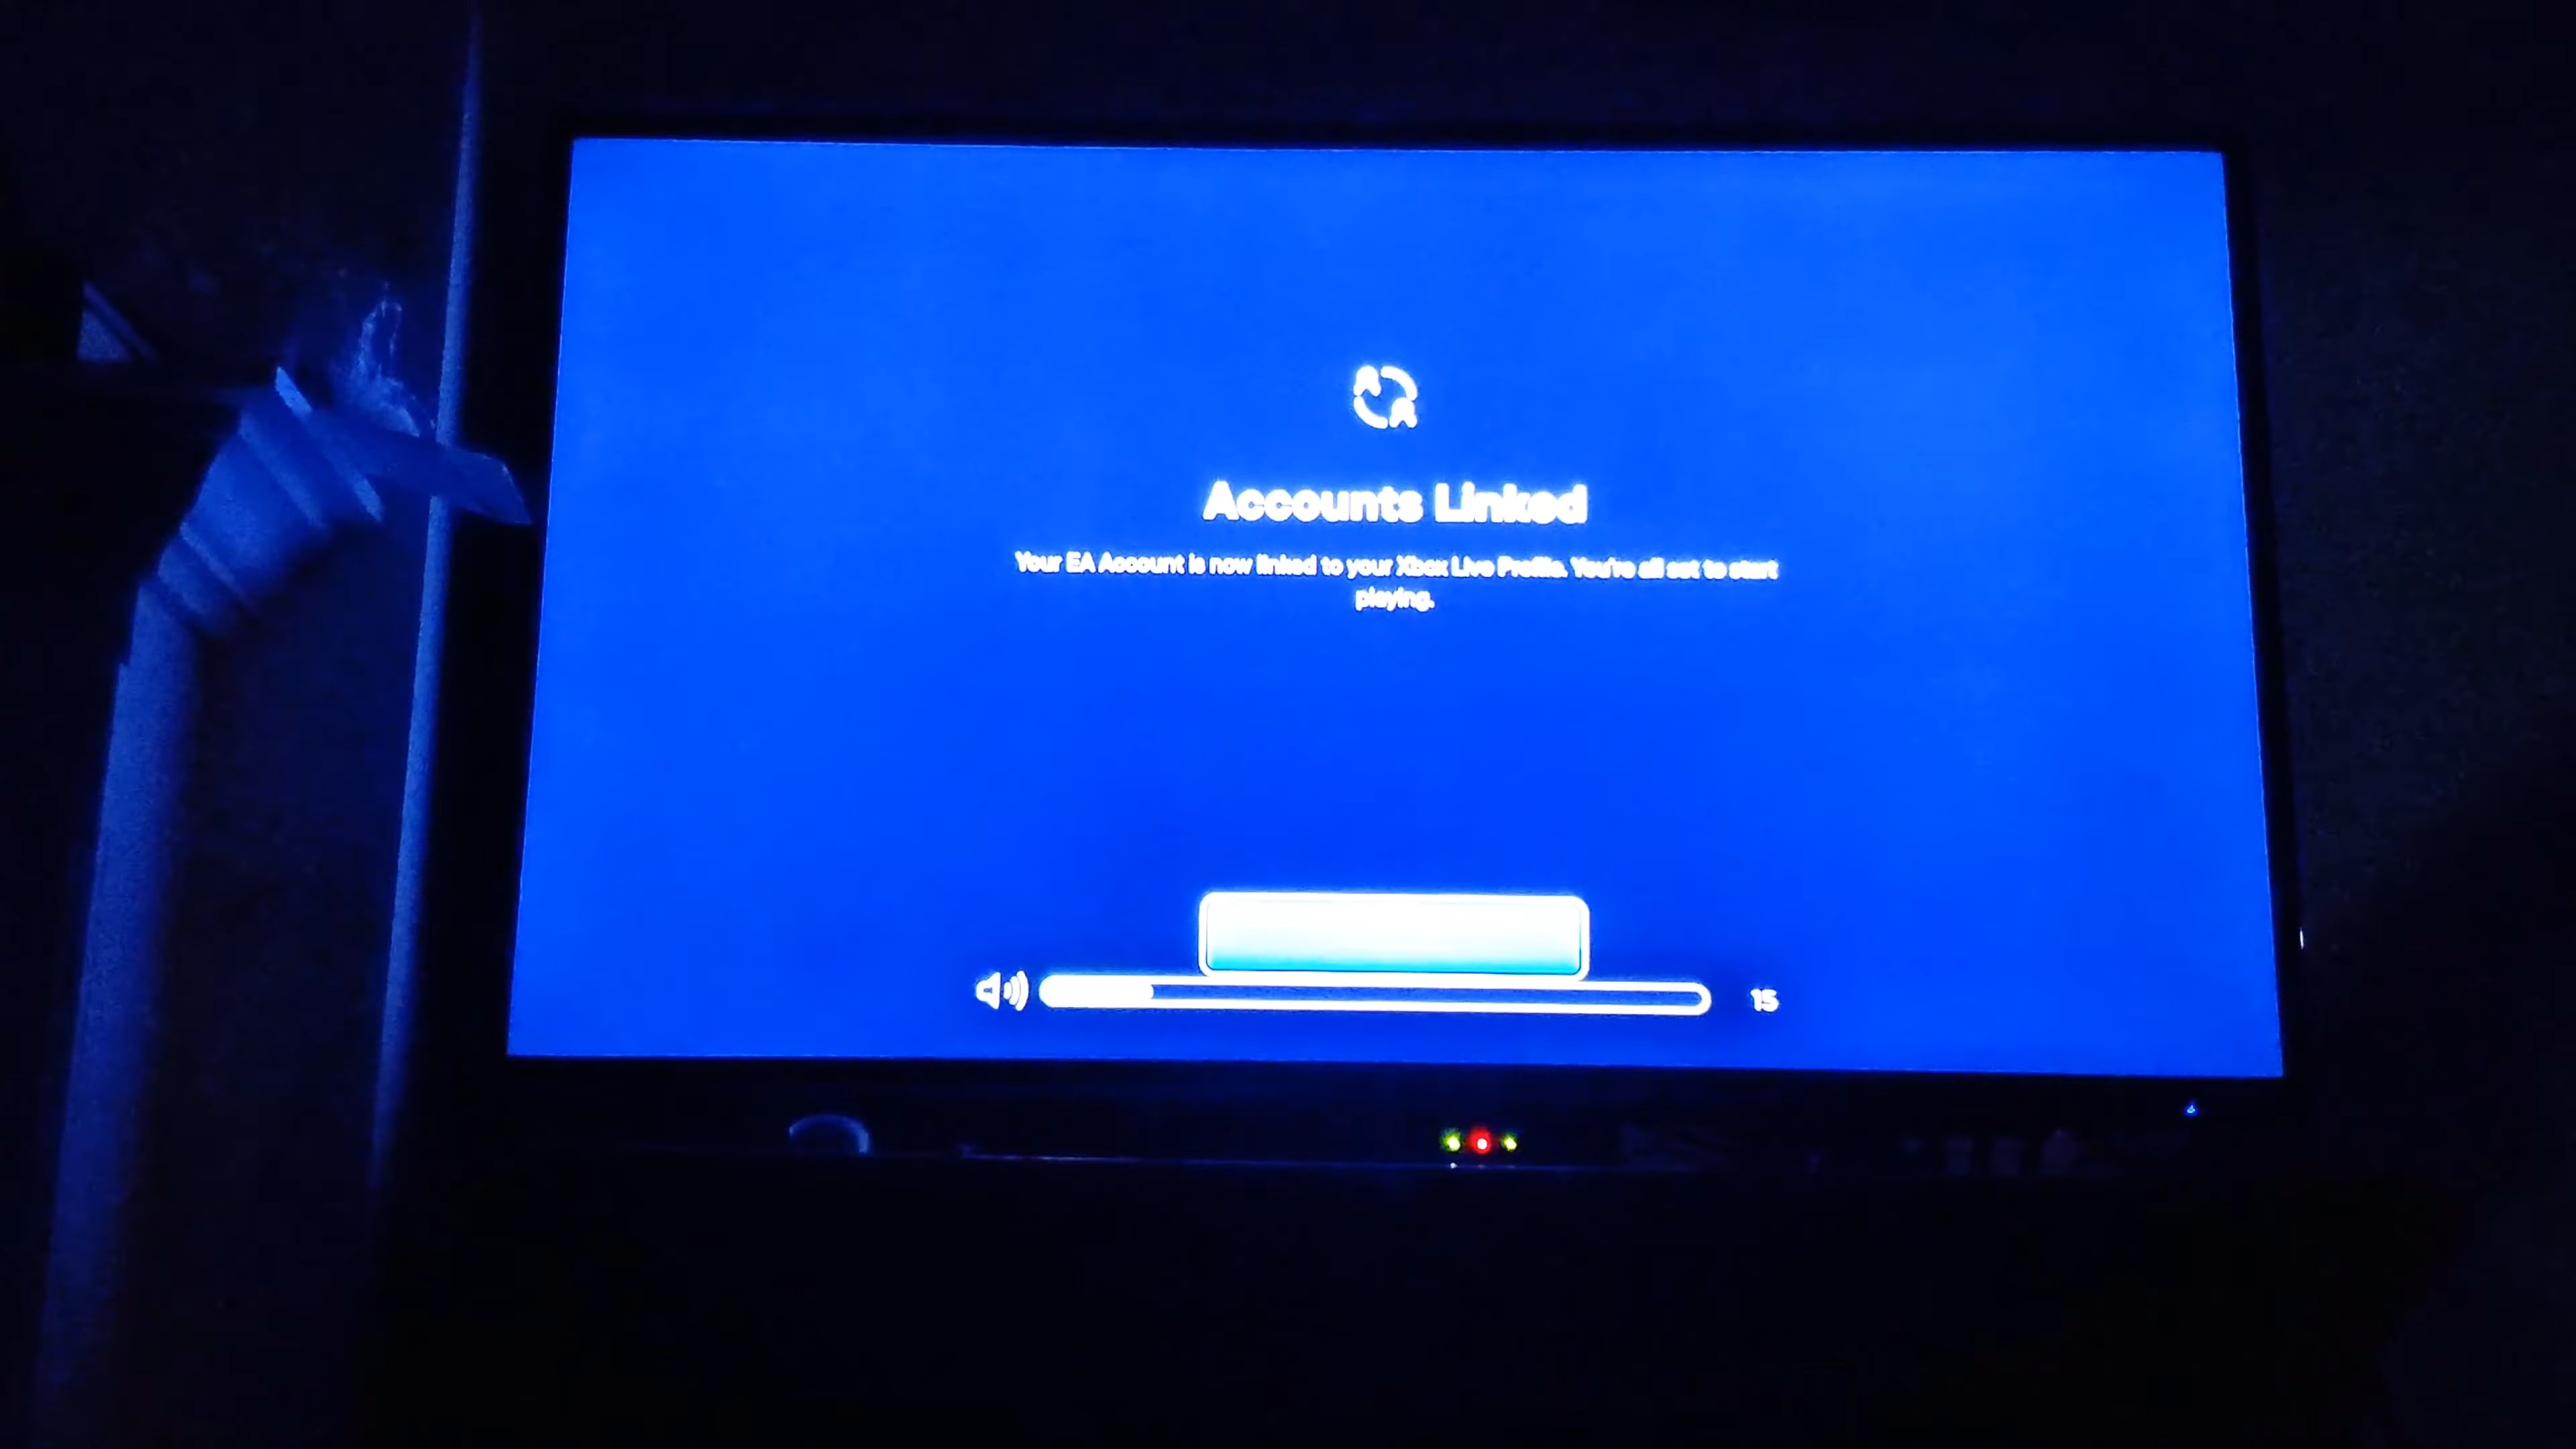 Accounts Linked
Your EA Account is now linked to your Xbox Live Profile. You're all set to start
playing.
15